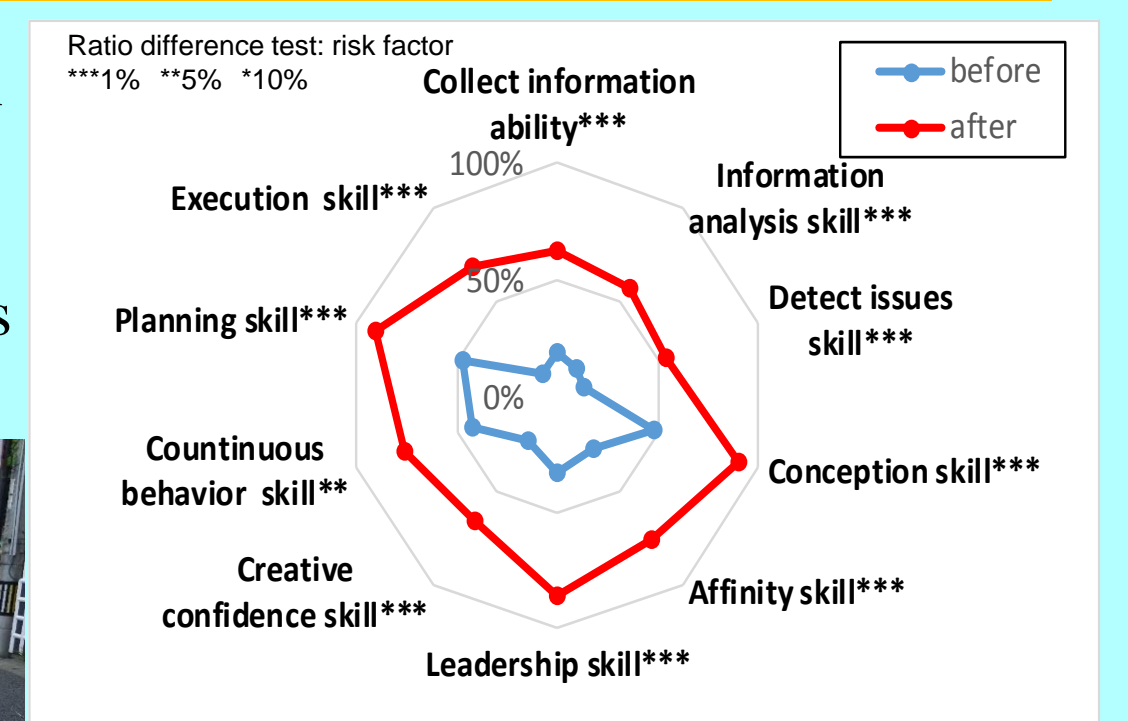 Ratio difference test: risk factor
***1% **5% *10%
before
after
Collect information
ability***
100%
50%
0%
Information
analysis skill***
Detect issues
skill***
Conception skill***
Affinity skill***
Leadership skill***
Creative
confidence skill***
Countinuous
behavior skill**
Planning skill***
Execution skill***
s